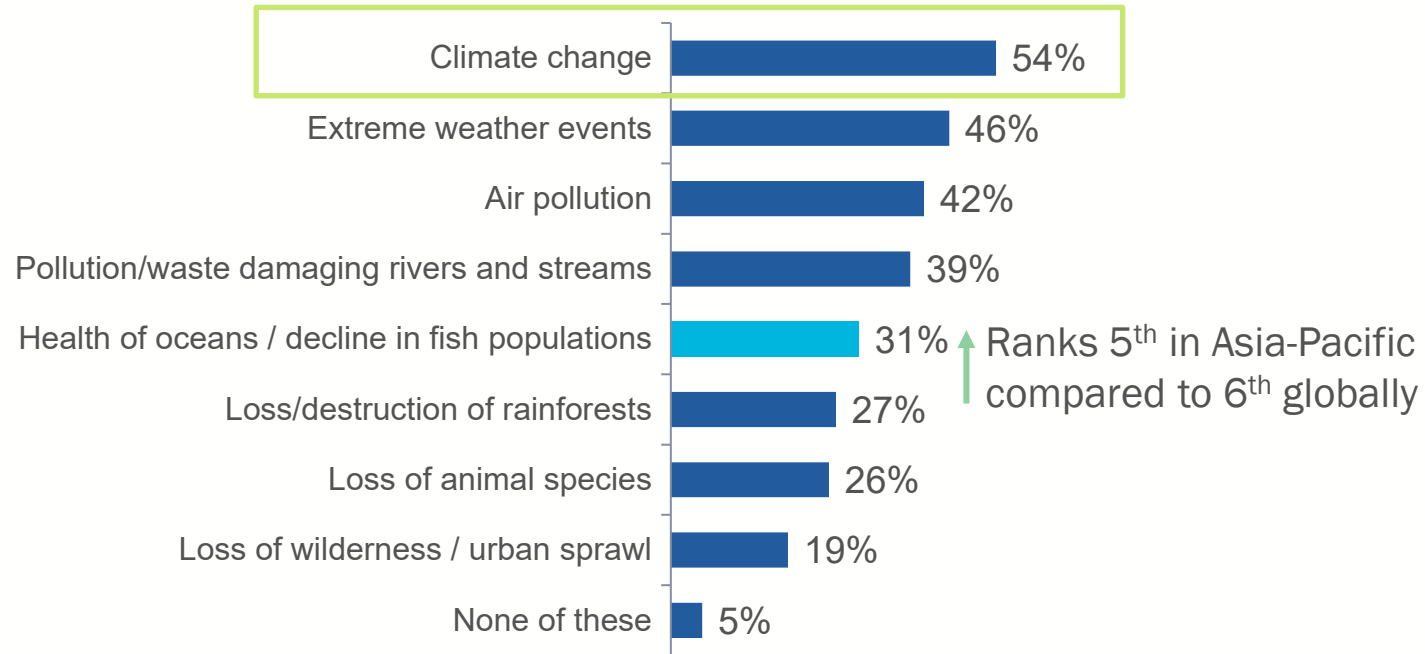 Climate change 54%
Extreme weather events 46%
Air pollution 42%
Pollution/waste damaging rivers and streams 39%
Health of oceans / decline in fish populations 31% Ranks 5th in Asia-Pacific
compared to 6th globally
Loss/destruction of rainforests 27%
Loss of animal species 26%
Loss of wilderness / urban sprawl 19%
None of these 5%